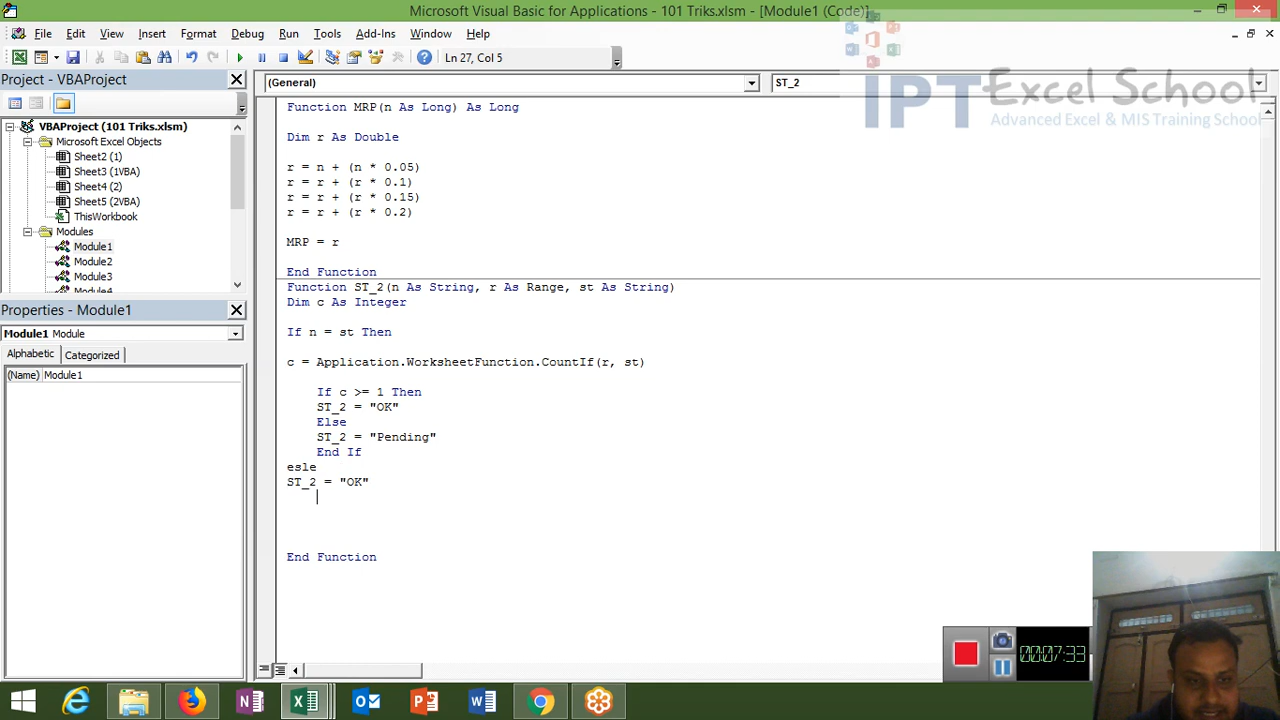 Microsoft Visual Basic for Applications - 101 Triks.xlsm - [Module1 (Code)]
File Edit View Insert Format Debug Run Tools Add-Ins Window Help
Ln 27, Col 5
IPT Excel School
Advanced Excel & MIS Training School
Project - VBAProject
VBAProject (101 Triks.xlsm)
Microsoft Excel Objects
Sheet2 (1)
Sheet3 (1VBA)
Sheet4 (2)
Sheet5 (2VBA)
ThisWorkbook
Modules
Module1
Module2
Module3
Module4
Properties - Module1
Module1 Module
Alphabetic Categorized
(Name) Module1
(General) ST_2
Function MRP(n As Long) As Long
Dim r As Double
r = n + (n * 0.05)
r = r + (r * 0.1)
r = r + (r * 0.15)
r = r + (r * 0.2)
MRP = r
End Function
Function ST_2(n As String, r As Range, st As String)
Dim c As Integer
If n = st Then
c = Application.WorksheetFunction.CountIf(r, st)
If c >= 1 Then
ST_2 = "OK"
Else
ST_2 = "Pending"
End If
esle
ST_2 = "OK"
End Function
00:07:33